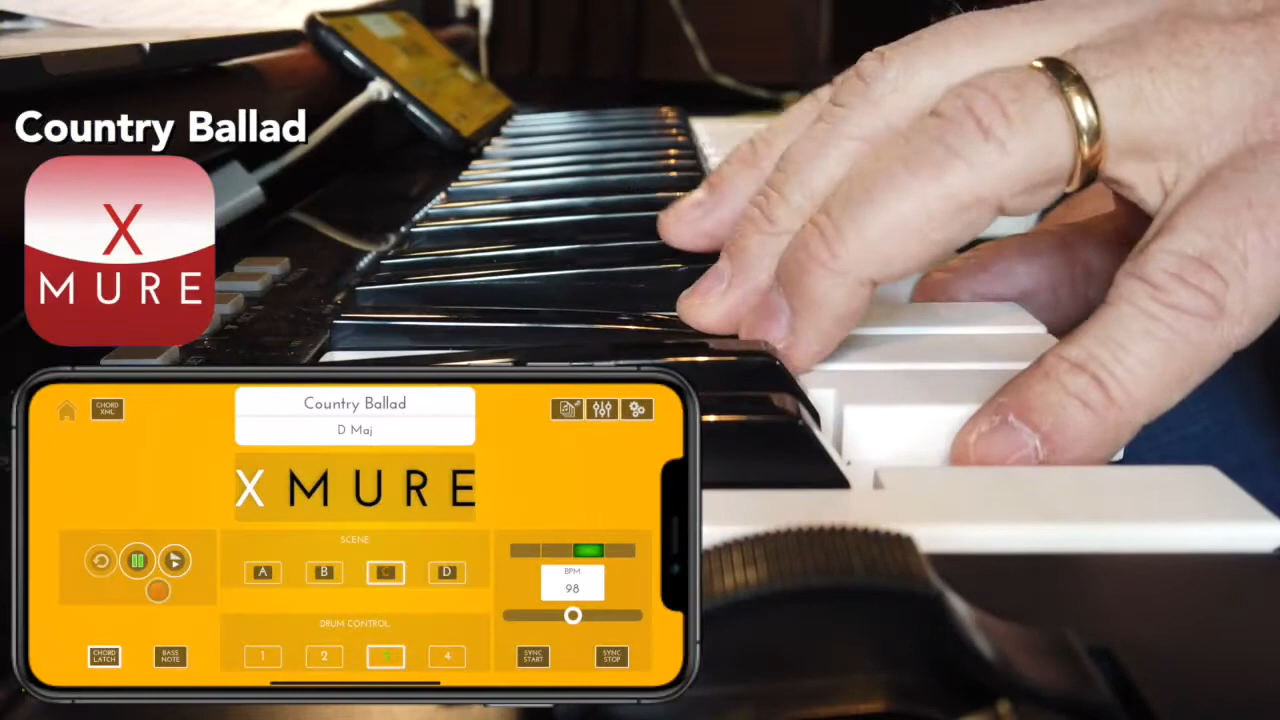 Country Ballad
X
MURE
CHORD
XML
Country Ballad
D Maj
X MURE
SCENE
A B C D
BPM
98
DRUM CONTROL
1 2 3 4
CHORD
LATCH
BASS
NOTE
SYNC
START
SYNC
STOP